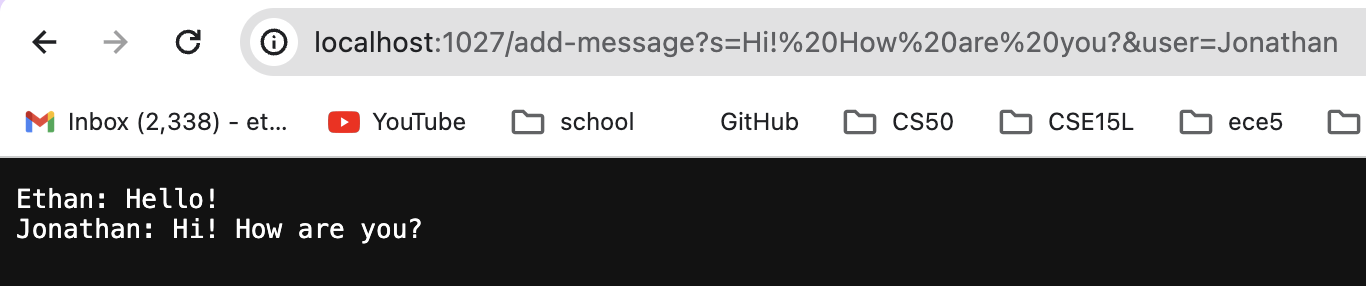 localhost:1027/add-message?s=Hi!%20How%20are%20you?&user=Jonathan
Inbox (2,338) - et... YouTube school GitHub CS50 CSE15L ece5
Ethan: Hello!
Jonathan: Hi! How are you?